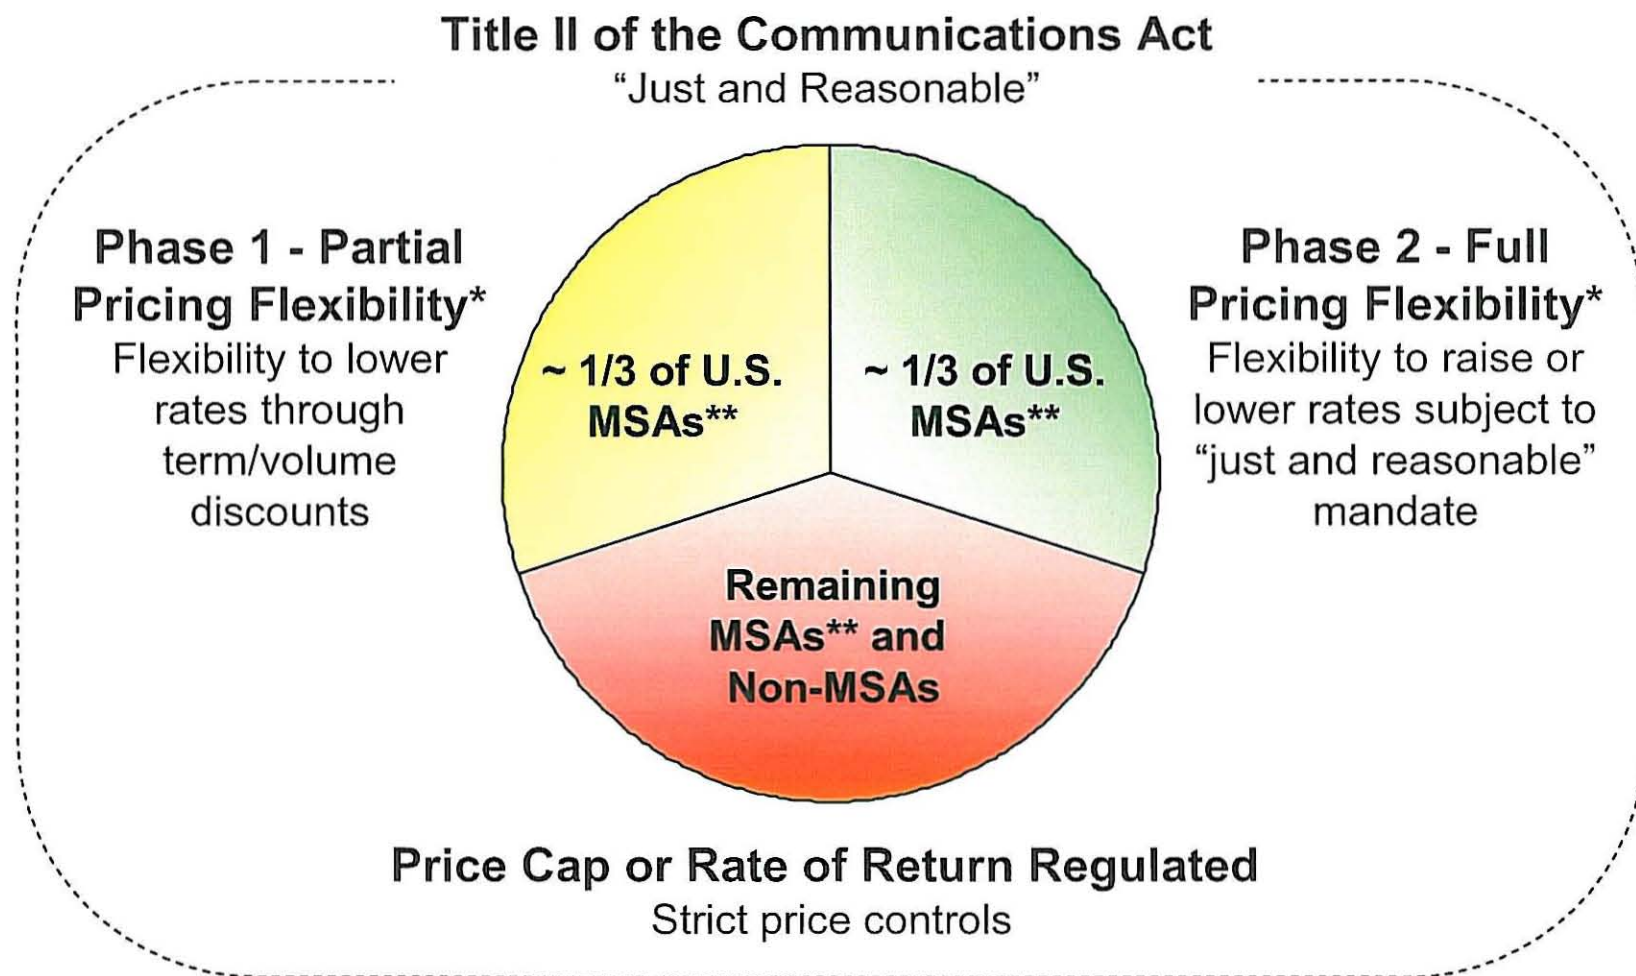 Title II of the Communications Act
“Just and Reasonable”
Phase 1 - Partial
Pricing Flexibility*
Flexibility to lower
rates through
term/volume
discounts
~ 1/3 of U.S.
MSAs**
~ 1/3 of U.S.
MSAs**
Phase 2 - Full
Pricing Flexibility*
Flexibility to raise or
lower rates subject to
“just and reasonable”
mandate
Remaining
MSAs** and
Non-MSAs
Price Cap or Rate of Return Regulated
Strict price controls